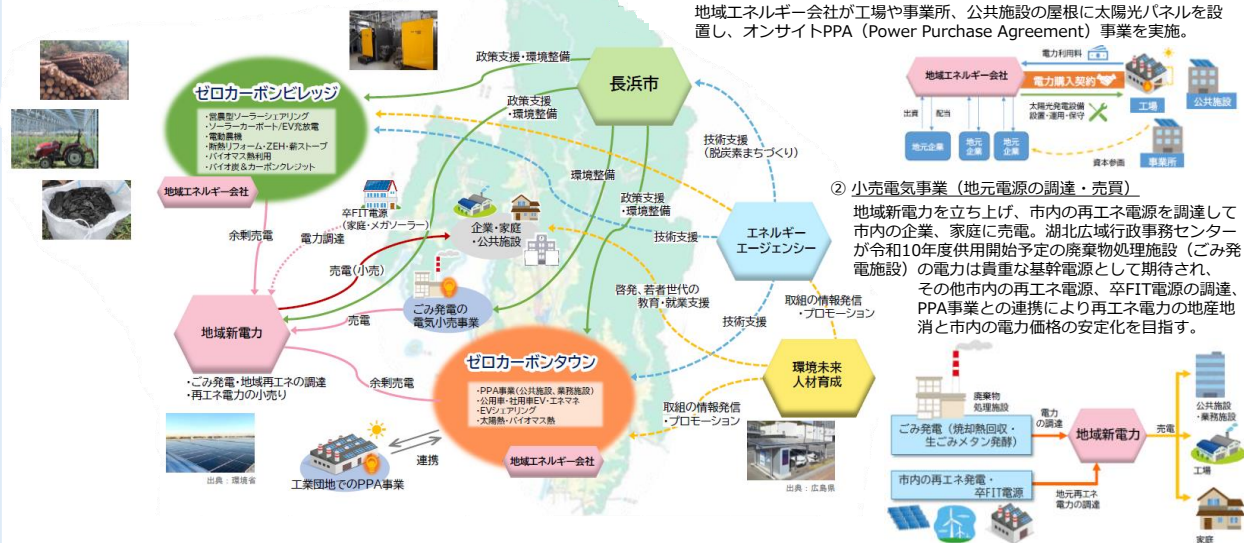 地域エネルギー会社が工場や事業所、公共施設の屋根に太陽光パネルを設
置し、オンサイトPPA（Power Purchase Agreement）事業を実施。
電力利用料
地域エネルギー会社
電力購入契約
太陽光発電設備
設置・運用・保守
工場
公共施設
出資
配当
地元企業
地元
企業
地元
企業
資本参画
事業所
② 小売電気事業（地元電源の調達・売買）
地域新電力を立ち上げ、市内の再エネ電源を調達して
市内の企業、家庭に売電。湖北広域行政事務センター
が令和10年度供用開始予定の廃棄物処理施設（ごみ発
電施設）の電力は貴重な基幹電源として期待され、
その他市内の再エネ電源、卒FIT電源の調達、
PPA事業との連携により再エネ電力の地産地
消と市内の電力価格の安定化を目指す。
廃棄物
処理施設
ごみ発電（焼却熱回収・
生ごみメタン発酵）
電力
の調達
地域新電力
売電
公共施設
・業務施設
工場
家庭
市内の再エネ発電・
卒FIT電源
地元再エネ
電力の調達
長浜市
政策支援・環境整備
政策支援
・環境整備
環境整備
政策支援
・環境整備
技術支援
（脱炭素まちづくり）
ゼロカーボンビレッジ
・営農型ソーラーシェアリング
・ソーラーカーポート/EV充放電
・電動農機
・断熱リフォーム・ZEH・薪ストーブ
・バイオマス熱利用
・バイオ炭＆カーボンクレジット
地域エネルギー会社
余剰売電
電力調達
卒FIT電源
（家庭・メガソーラー）
企業・家庭
・公共施設
売電(小売)
技術支援
エネルギー
エージェンシー
啓発、若者世代の
教育・就業支援
取組の情報発信
・プロモーション
技術支援
地域新電力
・ごみ発電・地域再エネの調達
・再エネ電力の小売り
売電
ごみ発電の
電気小売事業
余剰売電
ゼロカーボンタウン
・PPA事業(公共施設、業務施設)
・公用車・社用車EV・エネマネ
・EVシェアリング
・太陽熱・バイオマス熱
地域エネルギー会社
環境未来
人材育成
取組の情報発信
・プロモーション
連携
工業団地でのPPA事業
出典：環境省
出典：広島県